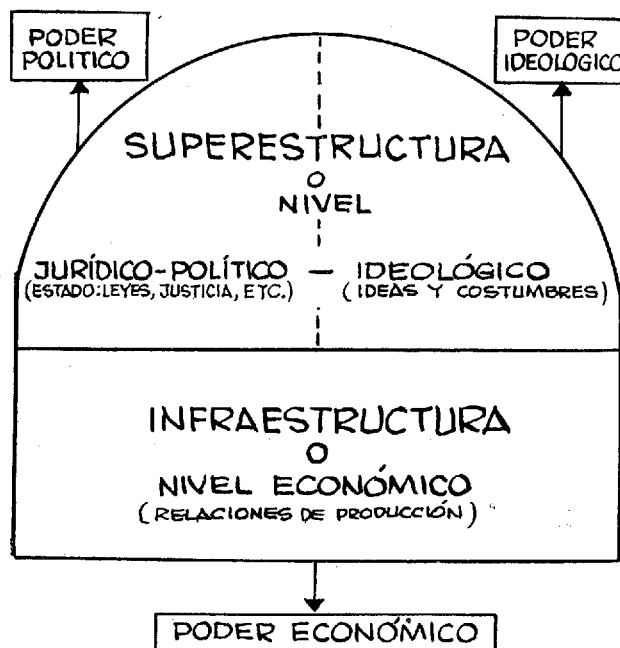 PODER
POLITICO
PODER
IDEOLÓGICO
SUPERESTRUCTURA
O
NIVEL
JURÍDICO-POLÍTICO — IDEOLÓGICO
(ESTADO:LEYES, JUSTICIA, ETC.) (IDEAS Y COSTUMBRES)
INFRAESTRUCTURA
O
NIVEL ECONÓMICO
(RELACIONES DE PRODUCCIÓN)
PODER ECONÓMICO